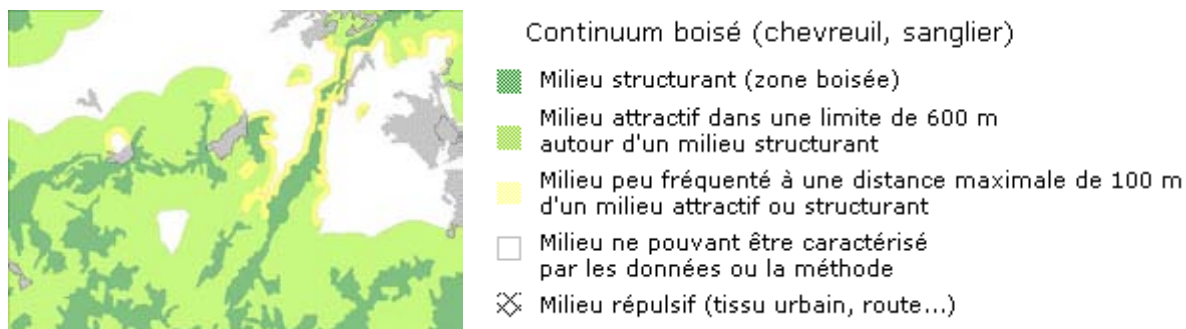 Continuum boisé (chevreuil, sanglier)
Milieu structurant (zone boisée)
Milieu attractif dans une limite de 600 m
autour d'un milieu structurant
Milieu peu fréquenté à une distance maximale de 100 m
d'un milieu attractif ou structurant
Milieu ne pouvant être caractérisé
par les données ou la méthode
Milieu répulsif (tissu urbain, route...)